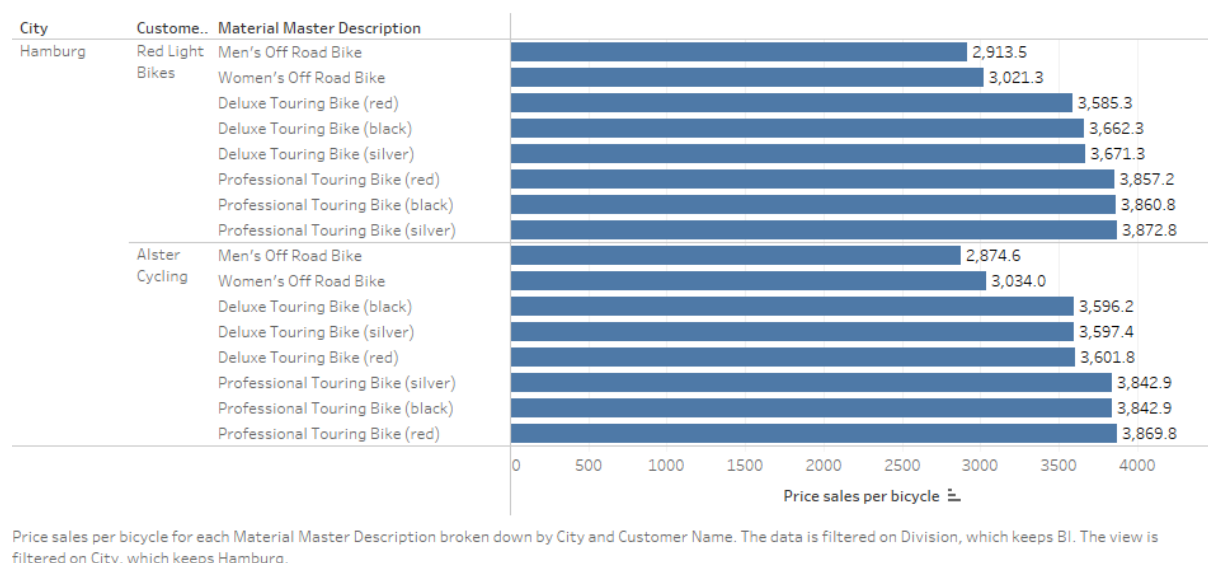 City Custome.. Material Master Description
Hamburg Red Light Men's Off Road Bike 2,913.5
Bikes Women's Off Road Bike 3,021.3
Deluxe Touring Bike (red) 3,585.3
Deluxe Touring Bike (black) 3,662.3
Deluxe Touring Bike (silver) 3,671.3
Professional Touring Bike (red) 3,857.2
Professional Touring Bike (black) 3,860.8
Professional Touring Bike (silver) 3,872.8
Alster Men's Off Road Bike 2,874.6
Cycling Women's Off Road Bike 3,034.0
Deluxe Touring Bike (black) 3,596.2
Deluxe Touring Bike (silver) 3,597.4
Deluxe Touring Bike (red) 3,601.8
Professional Touring Bike (silver) 3,842.9
Professional Touring Bike (black) 3,842.9
Professional Touring Bike (red) 3,869.8
0 500 1000 1500 2000 2500 3000 3500 4000
Price sales per bicycle
Price sales per bicycle for each Material Master Description broken down by City and Customer Name. The data is filtered on Division, which keeps BI. The view is
filtered on City, which keeps Hamburg.